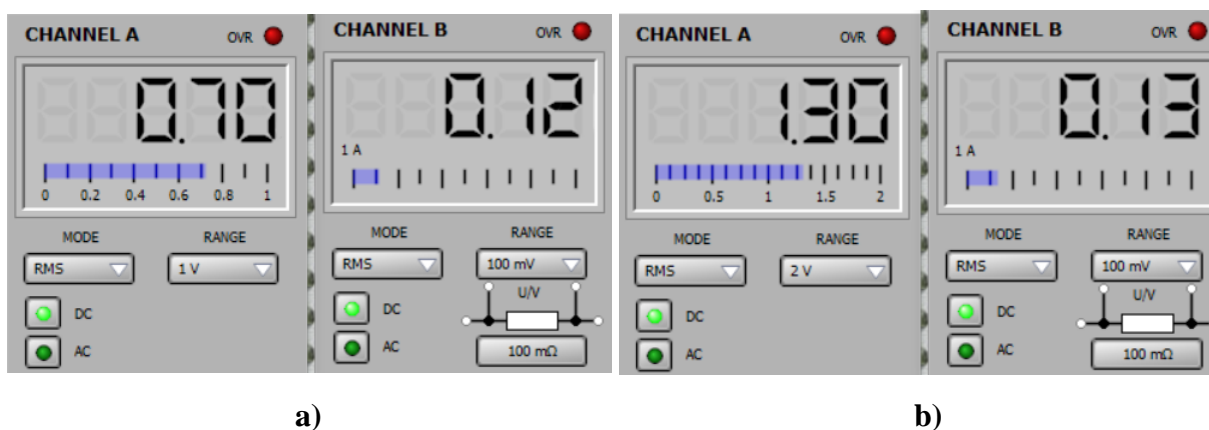 CHANNEL A OVR
0.70
0 0.2 0.4 0.6 0.8 1
MODE RANGE
RMS 1 V
DC
AC
CHANNEL B OVR
0.12
1 A
MODE RANGE
RMS 100 mV
U/V
DC
AC 100 mΩ
a)
CHANNEL A OVR
1.30
0 0.5 1 1.5 2
MODE RANGE
RMS 2 V
DC
AC
CHANNEL B OVR
0.13
1 A
MODE RANGE
RMS 100 mV
U/V
DC
AC 100 mΩ
b)